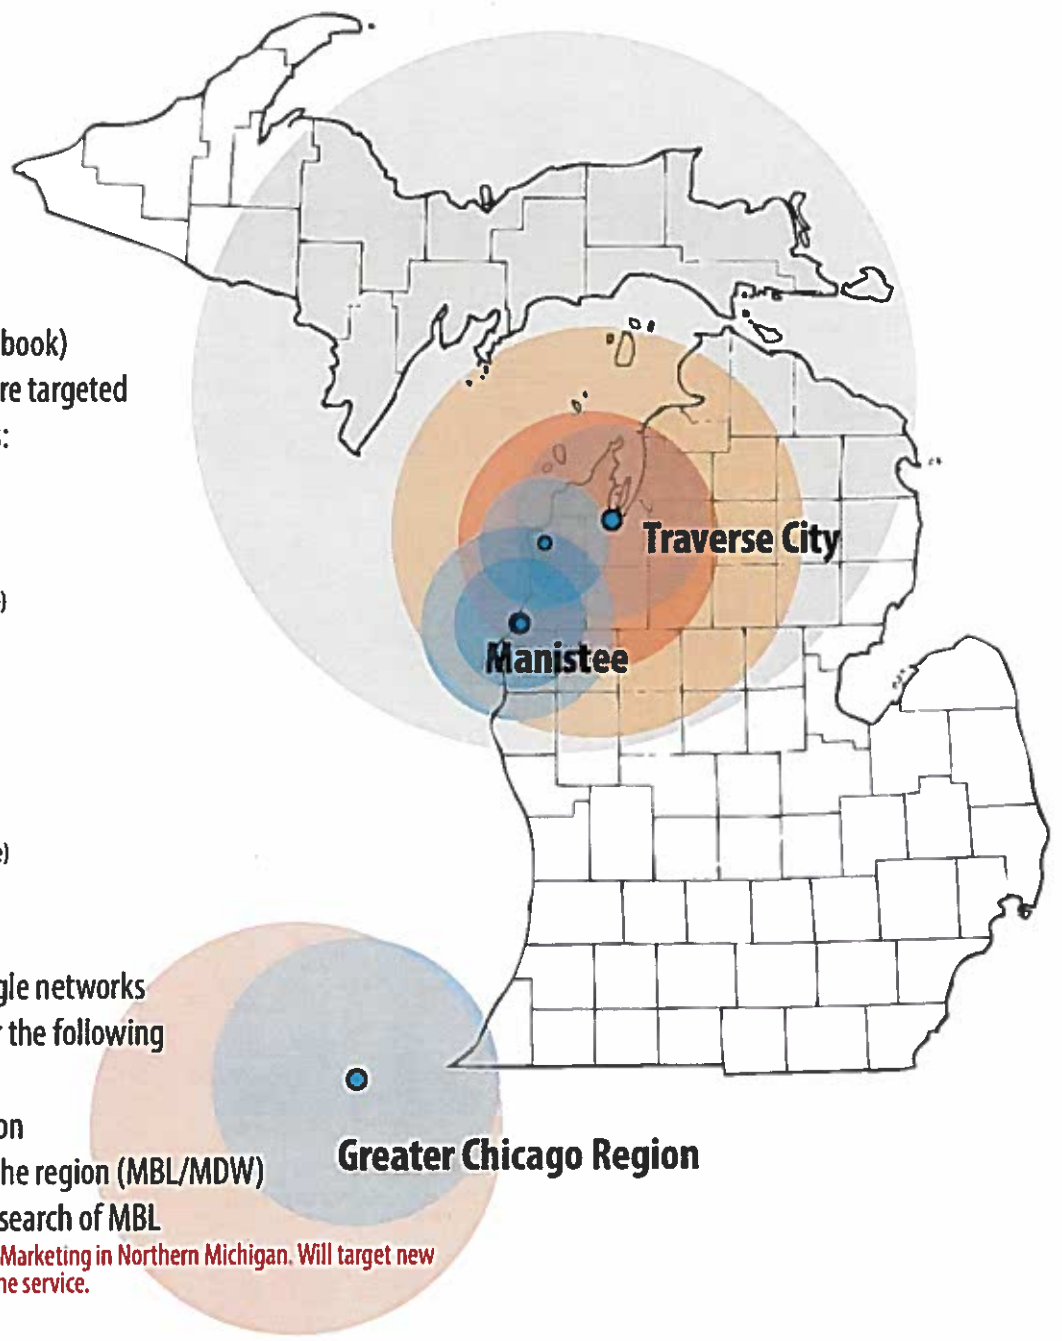 book)
re targeted
:
Traverse City
)
Manistee
e)
gle networks
r the following
on
he region (MBL/MDW)
Greater Chicago Region
search of MBL
Marketing in Northern Michigan. Will target new
ne service.